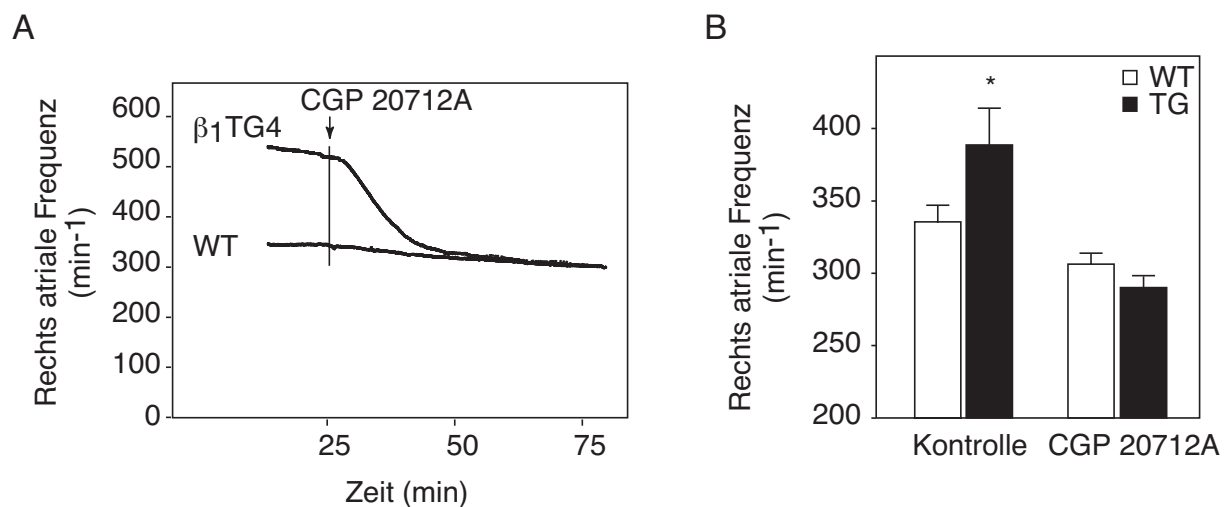 A
Rechts atriale Frequenz
(min-1)
600
500
400
300
200
100
0
CGP 20712A
β1TG4
WT
25
50
75
Zeit (min)
B
Rechts atriale Frequenz
(min-1)
400
350
300
250
200
*
WT
TG
Kontrolle
CGP 20712A